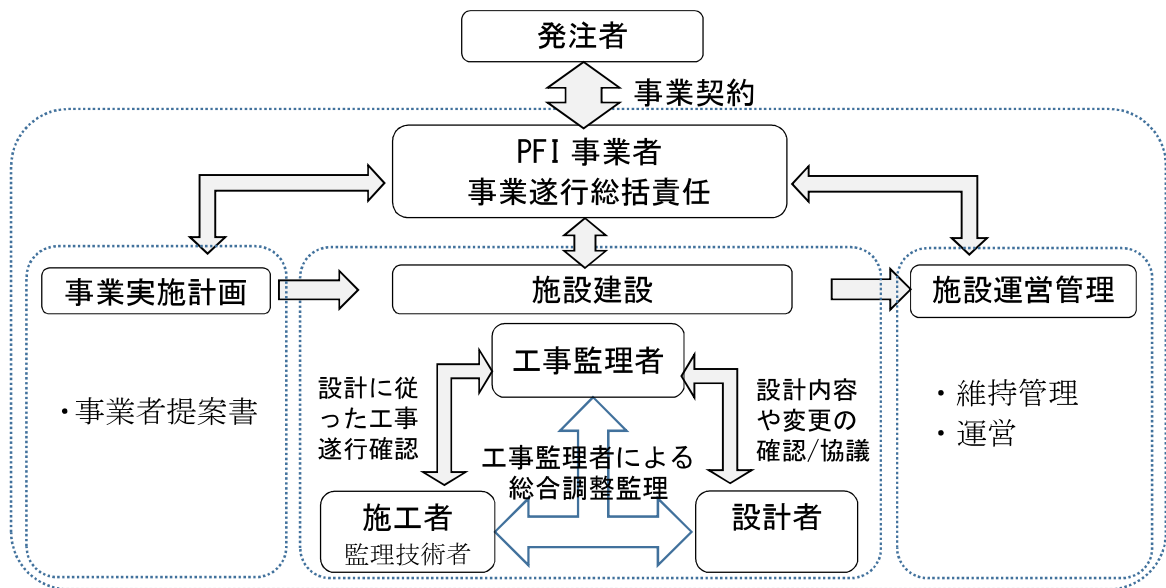 発注者
事業契約
PFI 事業者
事業遂行総括責任
事業実施計画
施設建設
施設運営管理
・事業者提案書
工事監理者
設計に従
った工事
遂行確認
設計内容
や変更の
確認/協議
・維持管理
・運営
工事監理者による
総合調整監理
施工者
監理技術者
設計者